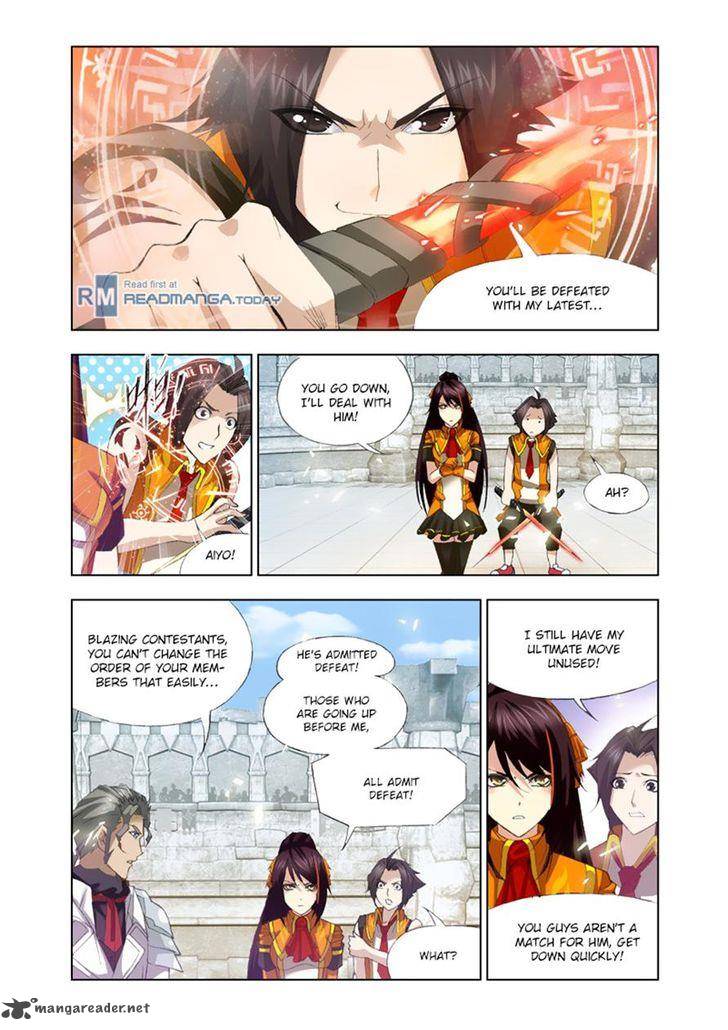 YOU'LL BE DEFEATED
WITH MY LATEST...
Read first at
RM READMANGA.TODAY
AIYO!
YOU GO DOWN,
I'LL DEAL WITH
HIM!
AH?
BLAZING CONTESTANTS,
YOU CAN'T CHANGE THE
ORDER OF YOUR MEM-
BERS THAT EASILY...
HE'S ADMITTED
DEFEAT!
THOSE WHO
ARE GOING UP
BEFORE ME,
ALL ADMIT
DEFEAT!
WHAT?
I STILL HAVE MY
ULTIMATE MOVE
UNUSED!
YOU GUYS AREN'T A
MATCH FOR HIM, GET
DOWN QUICKLY!
mangareader.net